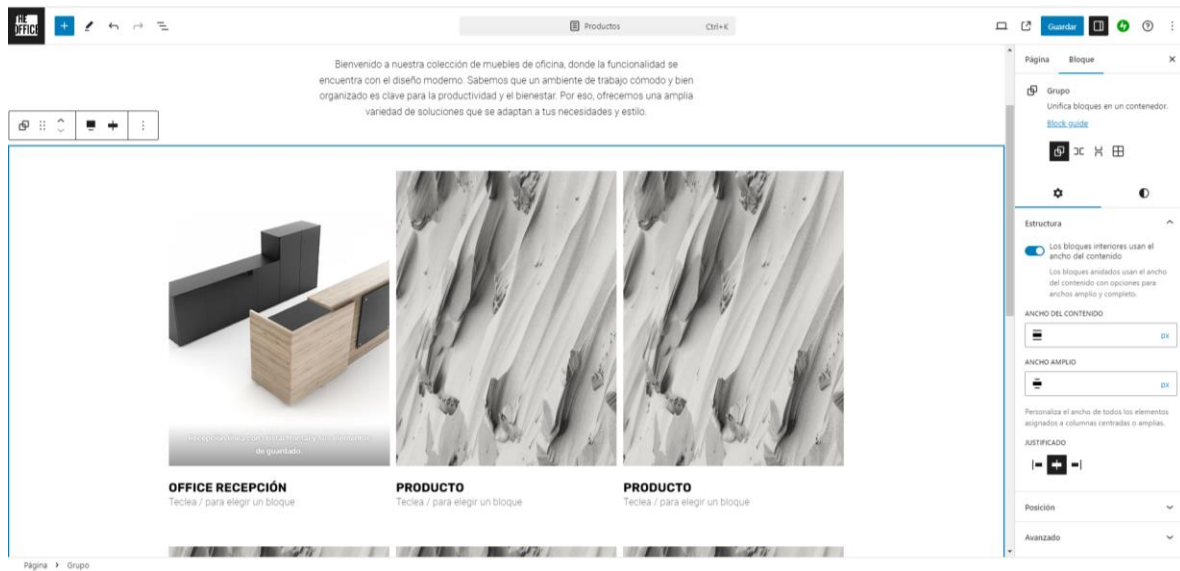 THE
OFFICE
Productos
Ctrl+K
Guardar
Bienvenido a nuestra colección de muebles de oficina, donde la funcionalidad se
encuentra con el diseño moderno. Sabemos que un ambiente de trabajo cómodo y bien
organizado es clave para la productividad y el bienestar. Por eso, ofrecemos una amplia
variedad de soluciones que se adaptan a tus necesidades y estilo.
de guardado.
OFFICE RECEPCIÓN
Teclea / para elegir un bloque
PRODUCTO
Teclea / para elegir un bloque
PRODUCTO
Teclea / para elegir un bloque
Página
Bloque
Grupo
Unifica bloques en un contenedor.
Block guide
Estructura
Los bloques interiores usan el
ancho del contenido
Los bloques anidados usan el ancho
del contenido con opciones para
anchos amplio y completo.
ANCHO DEL CONTENIDO
px
ANCHO AMPLIO
px
Personaliza el ancho de todos los elementos
asignados a columnas centradas o amplias.
JUSTIFICADO
Posición
Avanzado
Página > Grupo